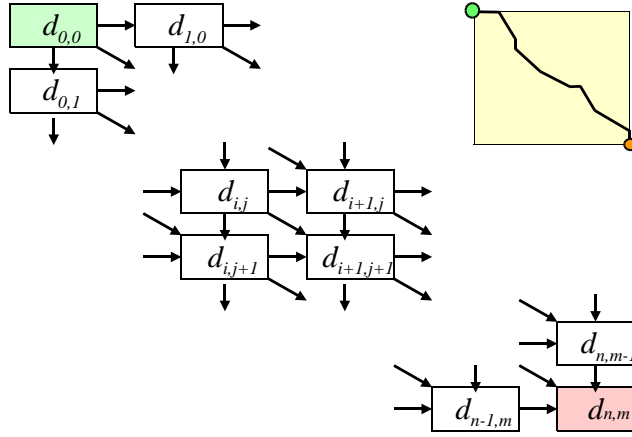 d0,0 d1,0
d0,1
di,j di+1,j
di,j+1 di+1,j+1
dn,m-1
dn-1,m dn,m